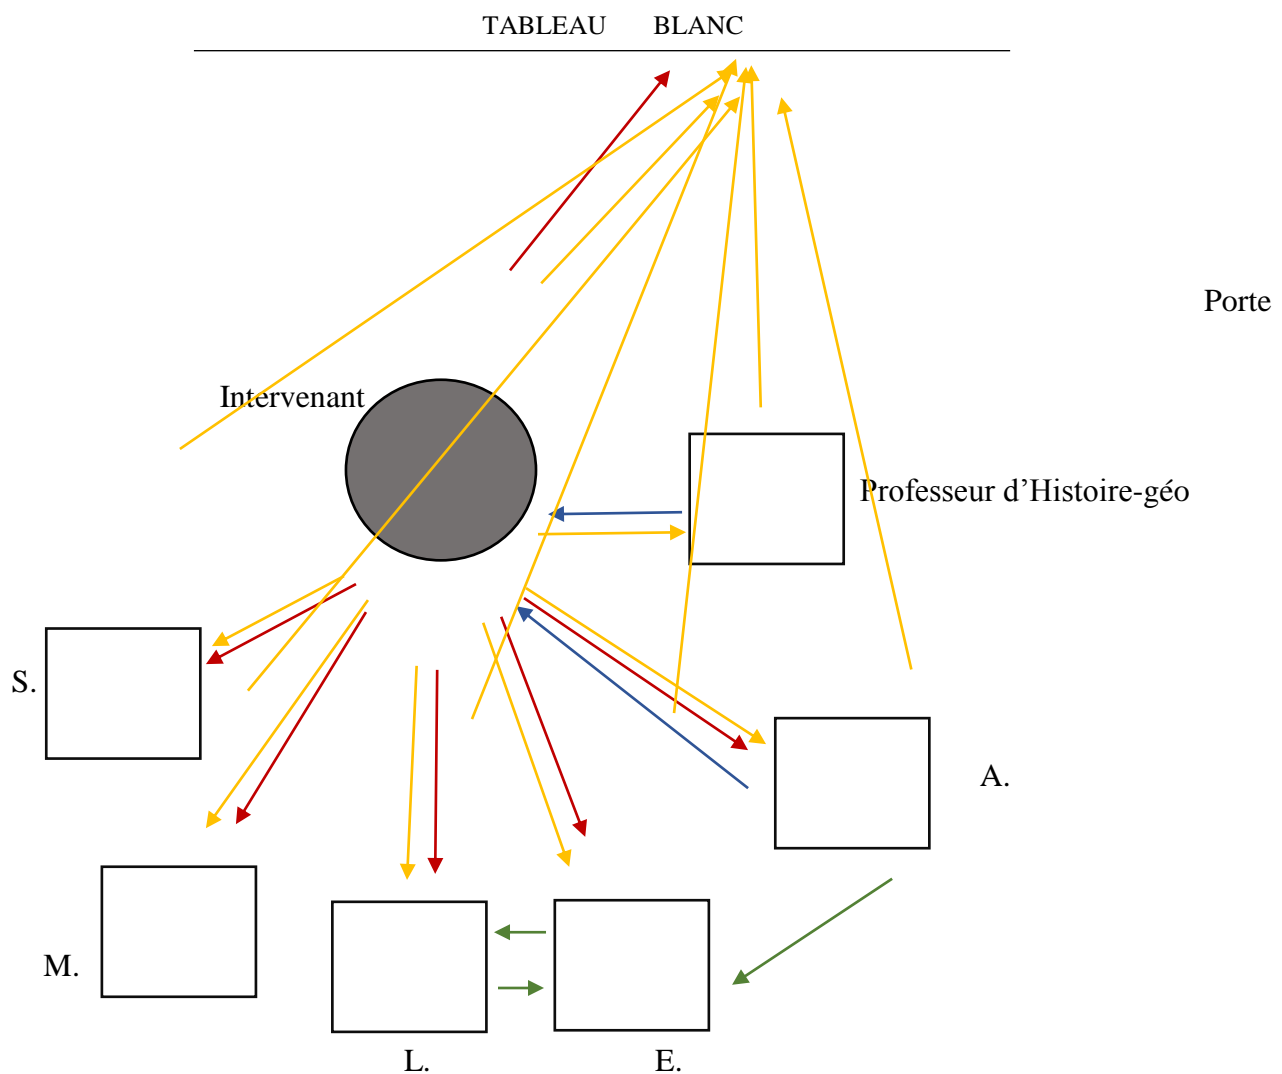 TABLEAU BLANC
Porte
Intervenant
Professeur d'Histoire-géo
S.
A.
M.
L.
E.